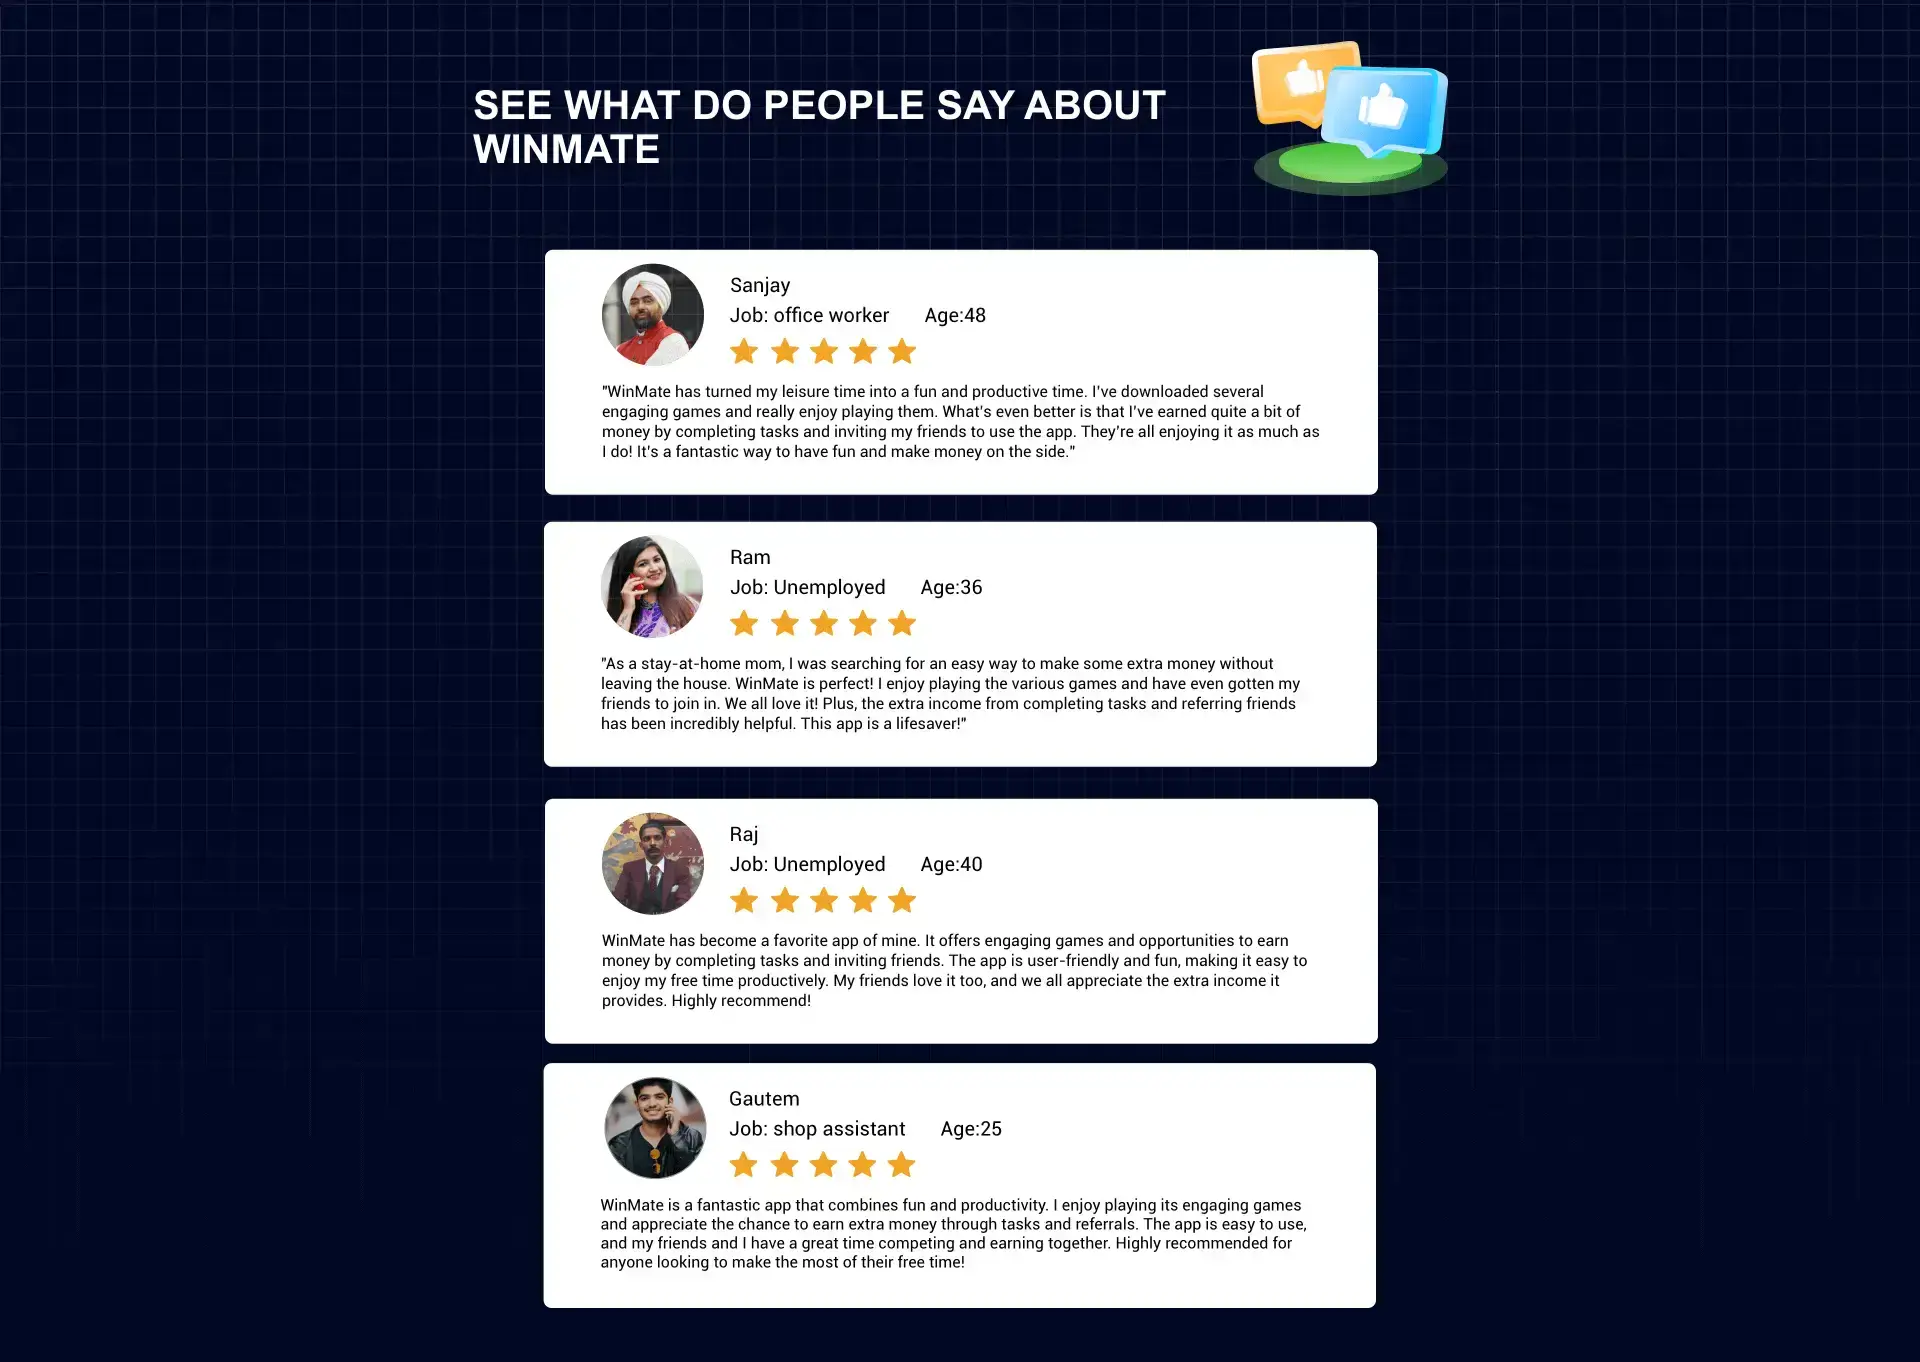 SEE WHAT DO PEOPLE SAY ABOUT
WINMATE
Sanjay
Job: office worker Age:48
"WinMate has turned my leisure time into a fun and productive time. I've downloaded several
engaging games and really enjoy playing them. What's even better is that I've earned quite a bit of
money by completing tasks and inviting my friends to use the app. They're all enjoying it as much as
I do! It's a fantastic way to have fun and make money on the side."
Ram
Job: Unemployed Age:36
"As a stay-at-home mom, I was searching for an easy way to make some extra money without
leaving the house. WinMate is perfect! I enjoy playing the various games and have even gotten my
friends to join in. We all love it! Plus, the extra income from completing tasks and referring friends
has been incredibly helpful. This app is a lifesaver!"
Raj
Job: Unemployed Age:40
WinMate has become a favorite app of mine. It offers engaging games and opportunities to earn
money by completing tasks and inviting friends. The app is user-friendly and fun, making it easy to
enjoy my free time productively. My friends love it too, and we all appreciate the extra income it
provides. Highly recommend!
Gautem
Job: shop assistant Age:25
WinMate is a fantastic app that combines fun and productivity. I enjoy playing its engaging games
and appreciate the chance to earn extra money through tasks and referrals. The app is easy to use,
and my friends and I have a great time competing and earning together. Highly recommended for
anyone looking to make the most of their free time!